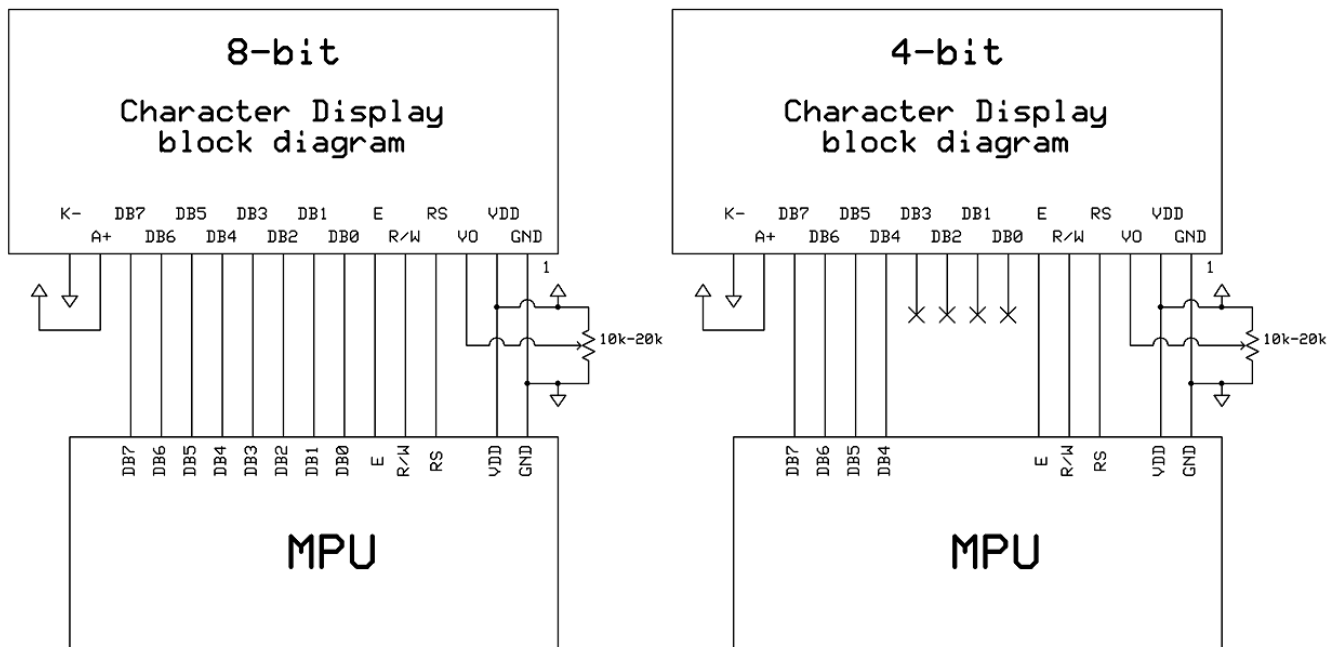 8-bit
Character Display
block diagram
K- DB7 DB5 DB3 DB1 E RS VDD
A+ DB6 DB4 DB2 DB0 R/W VO GND
1
10k-20k
DB7 DB6 DB5 DB4 DB3 DB2 DB1 DB0 E R/W RS VDD GND
MPU
4-bit
Character Display
block diagram
K- DB7 DB5 DB3 DB1 E RS VDD
A+ DB6 DB4 DB2 DB0 R/W VO GND
1
10k-20k
DB7 DB6 DB5 DB4 E R/W RS VDD GND
MPU